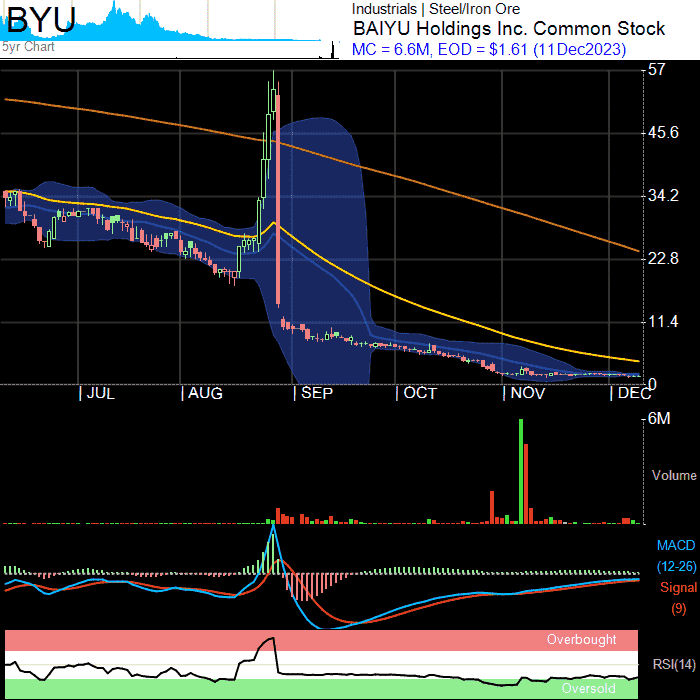 BYU
5yr Chart
Industrials | Steel/Iron Ore
BAIYU Holdings Inc. Common Stock
MC = 6.6M, EOD = $1.61 (11Dec2023)
57
45.6
34.2
22.8
11.4
0
JUL
AUG
SEP
OCT
NOV
DEC
6M
Volume
MACD
(12-26)
Signal
(9)
Overbought
RSI(14)
Oversold